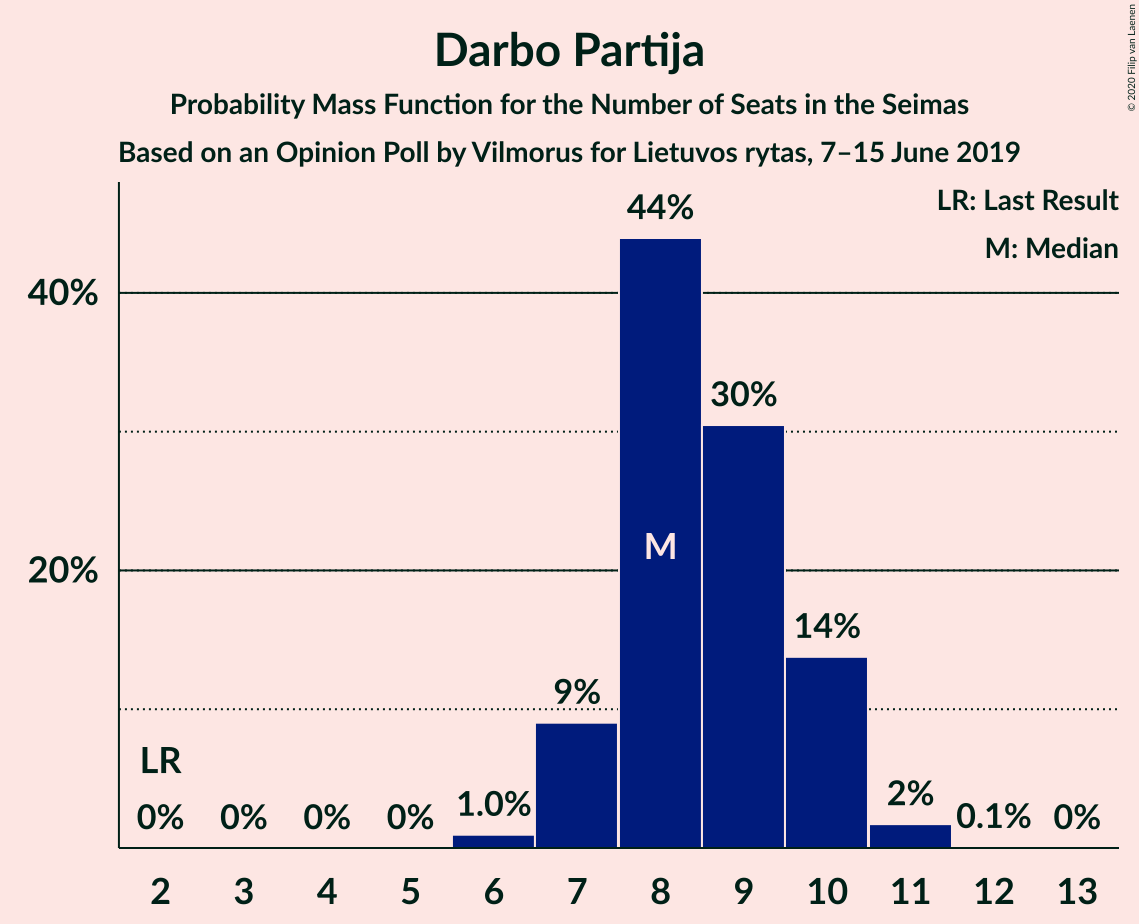 Darbo Partija
Probability Mass Function for the Number of Seats in the Seimas
Based on an Opinion Poll by Vilmorus for Lietuvos rytas, 7–15 June 2019
© 2020 Filip van Laenen
LR: Last Result
M: Median
44%
40%
30%
M
20%
14%
9%
LR
0% 0% 0% 0% 1.0% 2% 0.1% 0%
2 3 4 5 6 7 8 9 10 11 12 13